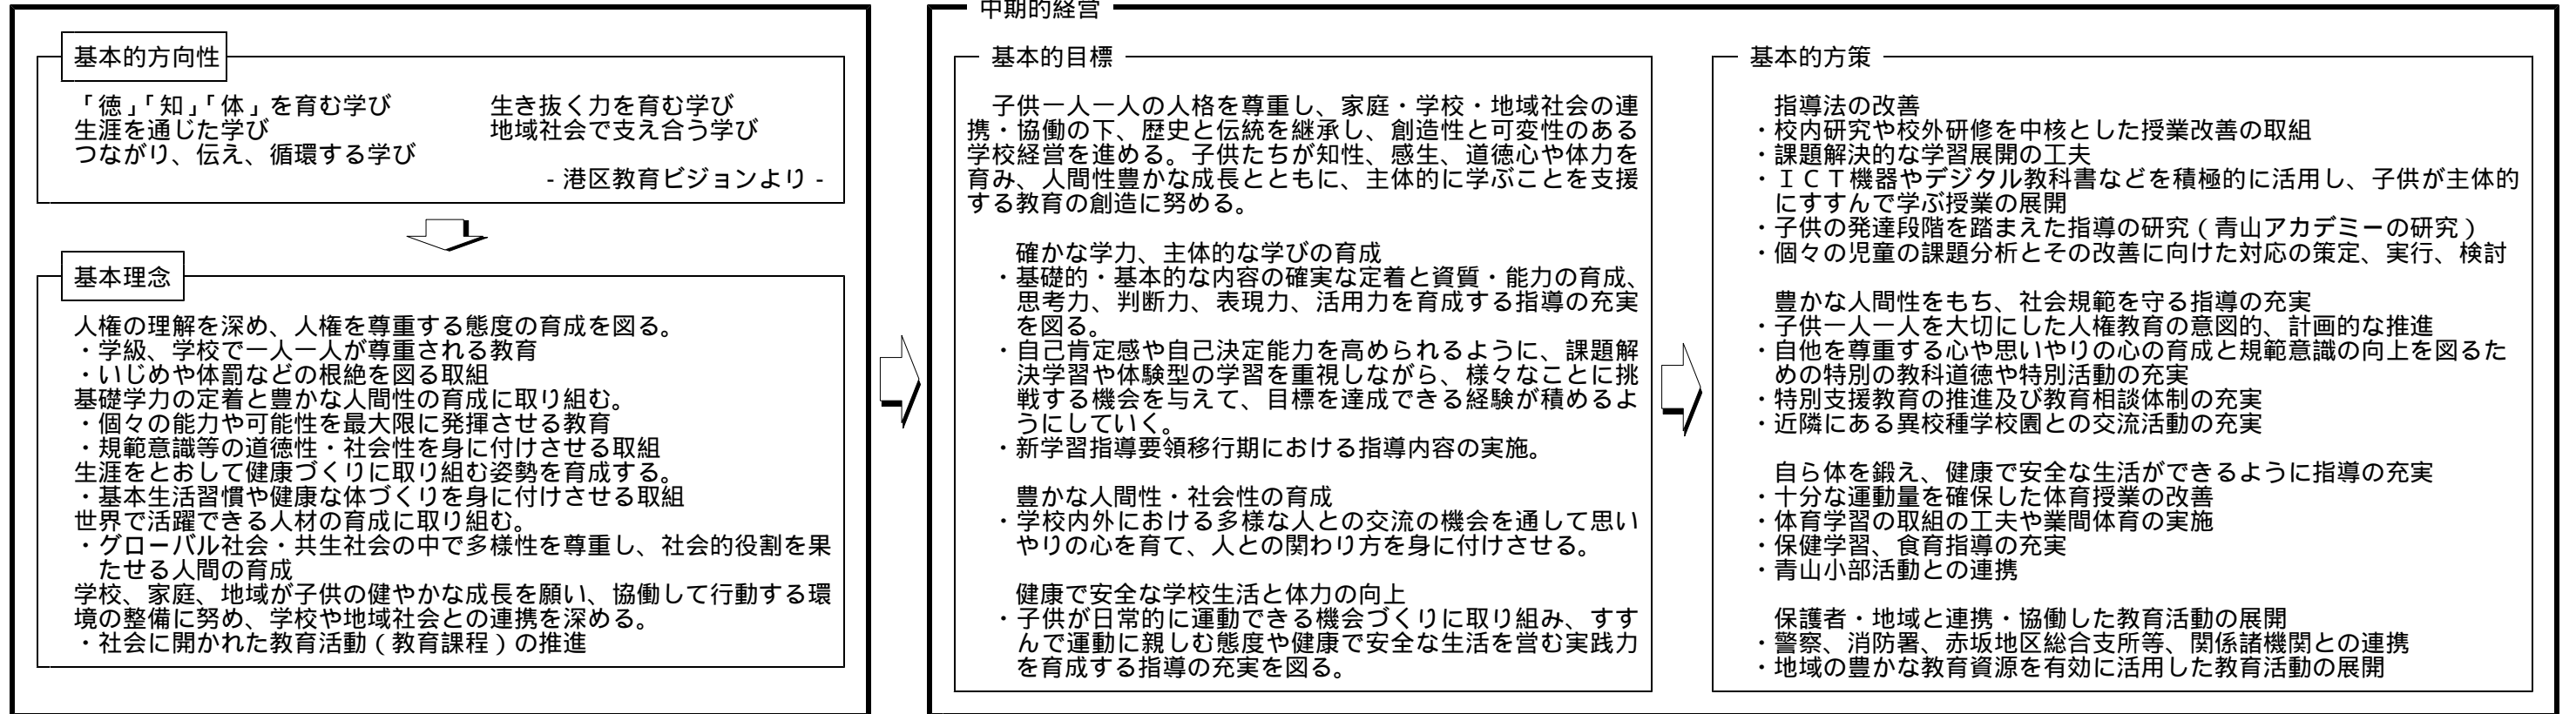 基本的方向性
「徳」「知」「体」を育む学び　　　　生き抜く力を育む学び
生涯を通じた学び　　　　　　　　　地域社会で支え合う学び
つながり、伝え、循環する学び
- 港区教育ビジョンより -
基本理念
人権の理解を深め、人権を尊重する態度の育成を図る。
・学級、学校で一人一人が尊重される教育
・いじめや体罰などの根絶を図る取組
基礎学力の定着と豊かな人間性の育成に取り組む。
・個々の能力や可能性を最大限に発揮させる教育
・規範意識等の道徳性・社会性を身に付けさせる取組
生涯をとおして健康づくりに取り組む姿勢を育成する。
・基本生活習慣や健康な体づくりを身に付けさせる取組
世界で活躍できる人材の育成に取り組む。
・グローバル社会・共生社会の中で多様性を尊重し、社会的役割を果
たせる人間の育成
学校、家庭、地域が子供の健やかな成長を願い、協働して行動する環
境の整備に努め、学校や地域社会との連携を深める。
・社会に開かれた教育活動（教育課程）の推進
中期的経営
基本的目標
子供一人一人の人格を尊重し、家庭・学校・地域社会の連
携・協働の下、歴史と伝統を継承し、創造性と可変性のある
学校経営を進める。子供たちが知性、感生、道徳心や体力を
育み、人間性豊かな成長とともに、主体的に学ぶことを支援
する教育の創造に努める。
確かな学力、主体的な学びの育成
・基礎的・基本的な内容の確実な定着と資質・能力の育成、
思考力、判断力、表現力、活用力を育成する指導の充実
を図る。
・自己肯定感や自己決定能力を高められるように、課題解
決学習や体験型の学習を重視しながら、様々なことに挑
戦する機会を与えて、目標を達成できる経験が積めるよ
うにしていく。
・新学習指導要領移行期における指導内容の実施。
豊かな人間性・社会性の育成
・学校内外における多様な人との交流の機会を通して思い
やりの心を育て、人との関わり方を身に付けさせる。
健康で安全な学校生活と体力の向上
・子供が日常的に運動できる機会づくりに取り組み、すす
んで運動に親しむ態度や健康で安全な生活を営む実践力
を育成する指導の充実を図る。
基本的方策
指導法の改善
・校内研究や校外研修を中核とした授業改善の取組
・課題解決的な学習展開の工夫
・ＩＣＴ機器やデジタル教科書などを積極的に活用し、子供が主体的
にすすんで学ぶ授業の展開
・子供の発達段階を踏まえた指導の研究（青山アカデミーの研究）
・個々の児童の課題分析とその改善に向けた対応の策定、実行、検討
豊かな人間性をもち、社会規範を守る指導の充実
・子供一人一人を大切にした人権教育の意図的、計画的な推進
・自他を尊重する心や思いやりの心の育成と規範意識の向上を図るた
めの特別の教科道徳や特別活動の充実
・特別支援教育の推進及び教育相談体制の充実
・近隣にある異校種学校園との交流活動の充実
自ら体を鍛え、健康で安全な生活ができるように指導の充実
・十分な運動量を確保した体育授業の改善
・体育学習の取組の工夫や業間体育の実施
・保健学習、食育指導の充実
・青山小部活動との連携
保護者・地域と連携・協働した教育活動の展開
・警察、消防署、赤坂地区総合支所等、関係諸機関との連携
・地域の豊かな教育資源を有効に活用した教育活動の展開